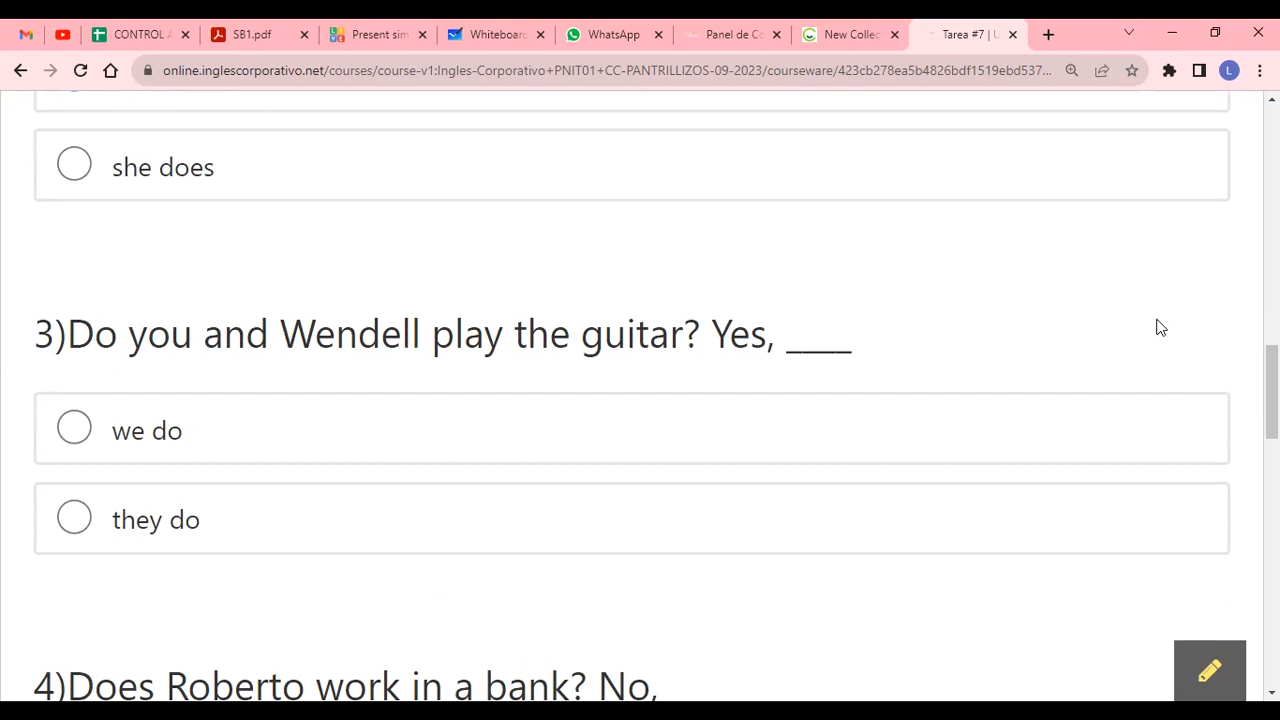 CONTROL
SB1.pdf
Present sim
Whiteboard
WhatsApp
Panel de Co
New Collec
Tarea #7 | U
online.inglescorporativo.net/courses/course-v1:Ingles-Corporativo+PNIT01+CC-PANTRILLIZOS-09-2023/courseware/423cb278ea5b4826bdf1519ebd537...
L
she does
3)Do you and Wendell play the guitar? Yes, ____
we do
they do
4)Does Roberto work in a bank? No,